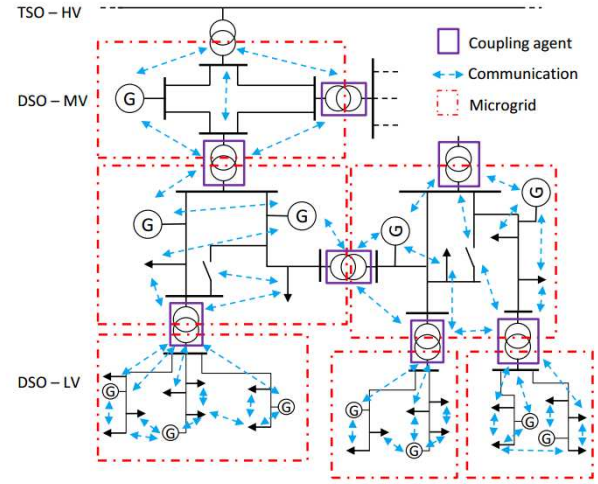 TSO – HV
Coupling agent
Communication
Microgrid
DSO – MV
G
G
G
G
G
DSO – LV
G
G
G
G
G
G
G